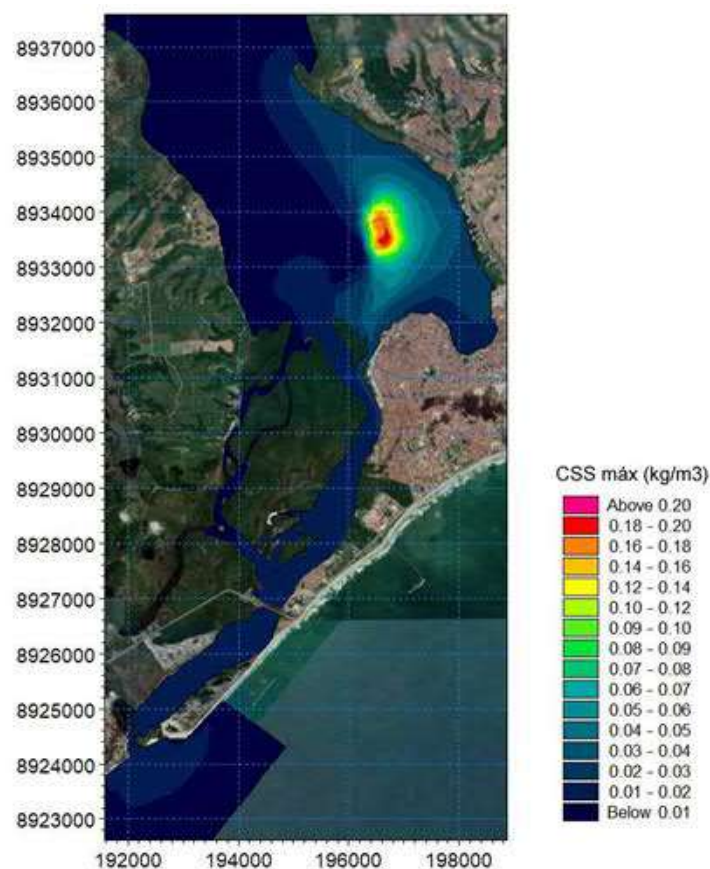 8937000
8936000
8935000
8934000
8933000
8932000
8931000
8930000
8929000
8928000
8927000
8926000
8925000
8924000
8923000
192000 194000 196000 198000
CSS máx (kg/m3)
Above 0.20
0.18 - 0.20
0.16 - 0.18
0.14 - 0.16
0.12 - 0.14
0.10 - 0.12
0.09 - 0.10
0.08 - 0.09
0.07 - 0.08
0.06 - 0.07
0.05 - 0.06
0.04 - 0.05
0.03 - 0.04
0.02 - 0.03
0.01 - 0.02
Below 0.01